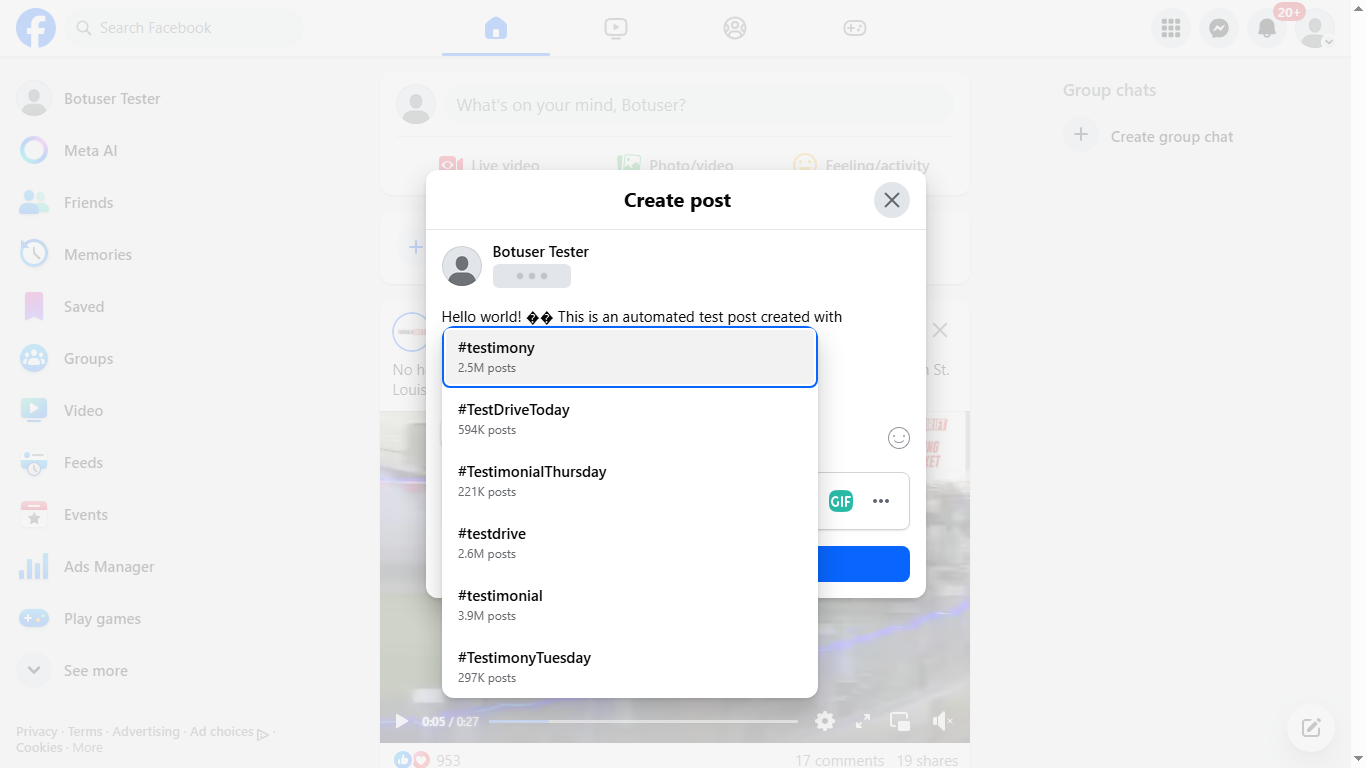 Search Facebook
20+
Botuser Tester
Meta AI
Friends
Memories
Saved
Groups
Video
Feeds
Events
Ads Manager
Play games
See more
Privacy · Terms · Advertising · Ad choices ·
Cookies · More
What's on your mind, Botuser?
Live video
Photo/video
Feeling/activity
Create post
Botuser Tester
Hello world! �� This is an automated test post created with
#testimony
2.5M posts
#TestDriveToday
594K posts
#TestimonialThursday
221K posts
#testdrive
2.6M posts
#testimonial
3.9M posts
#TestimonyTuesday
297K posts
GIF
No h
n St.
Louis
0:05 / 0:27
953
17 comments
19 shares
Group chats
Create group chat